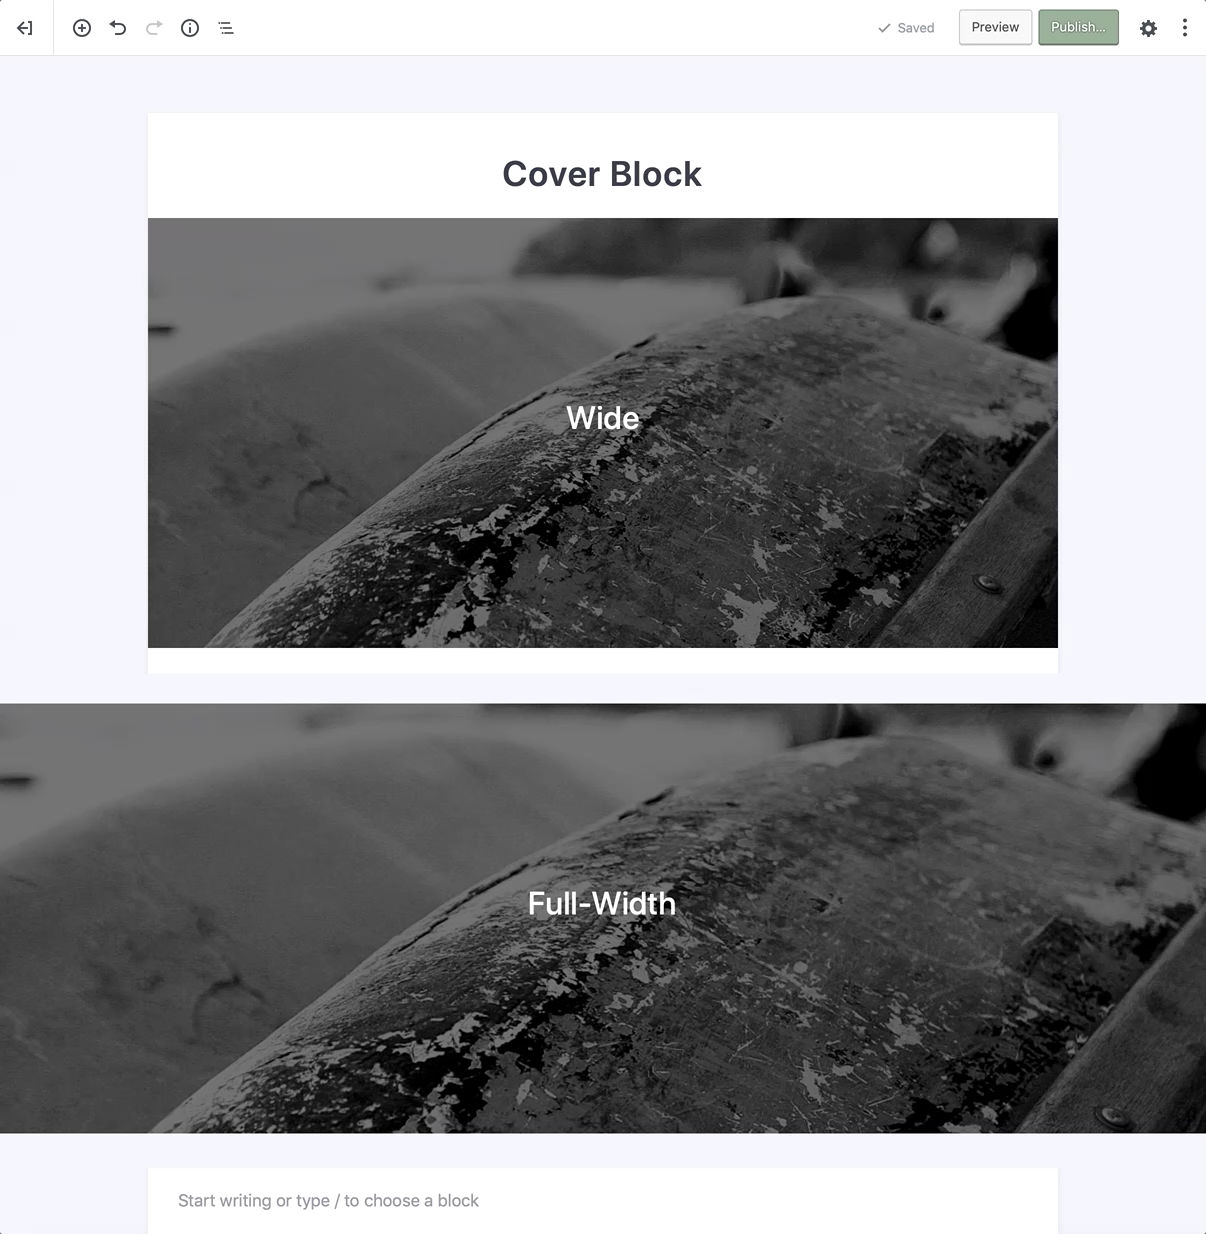 Saved
Preview
Publish...
Cover Block
Wide
Full-Width
Start writing or type / to choose a block